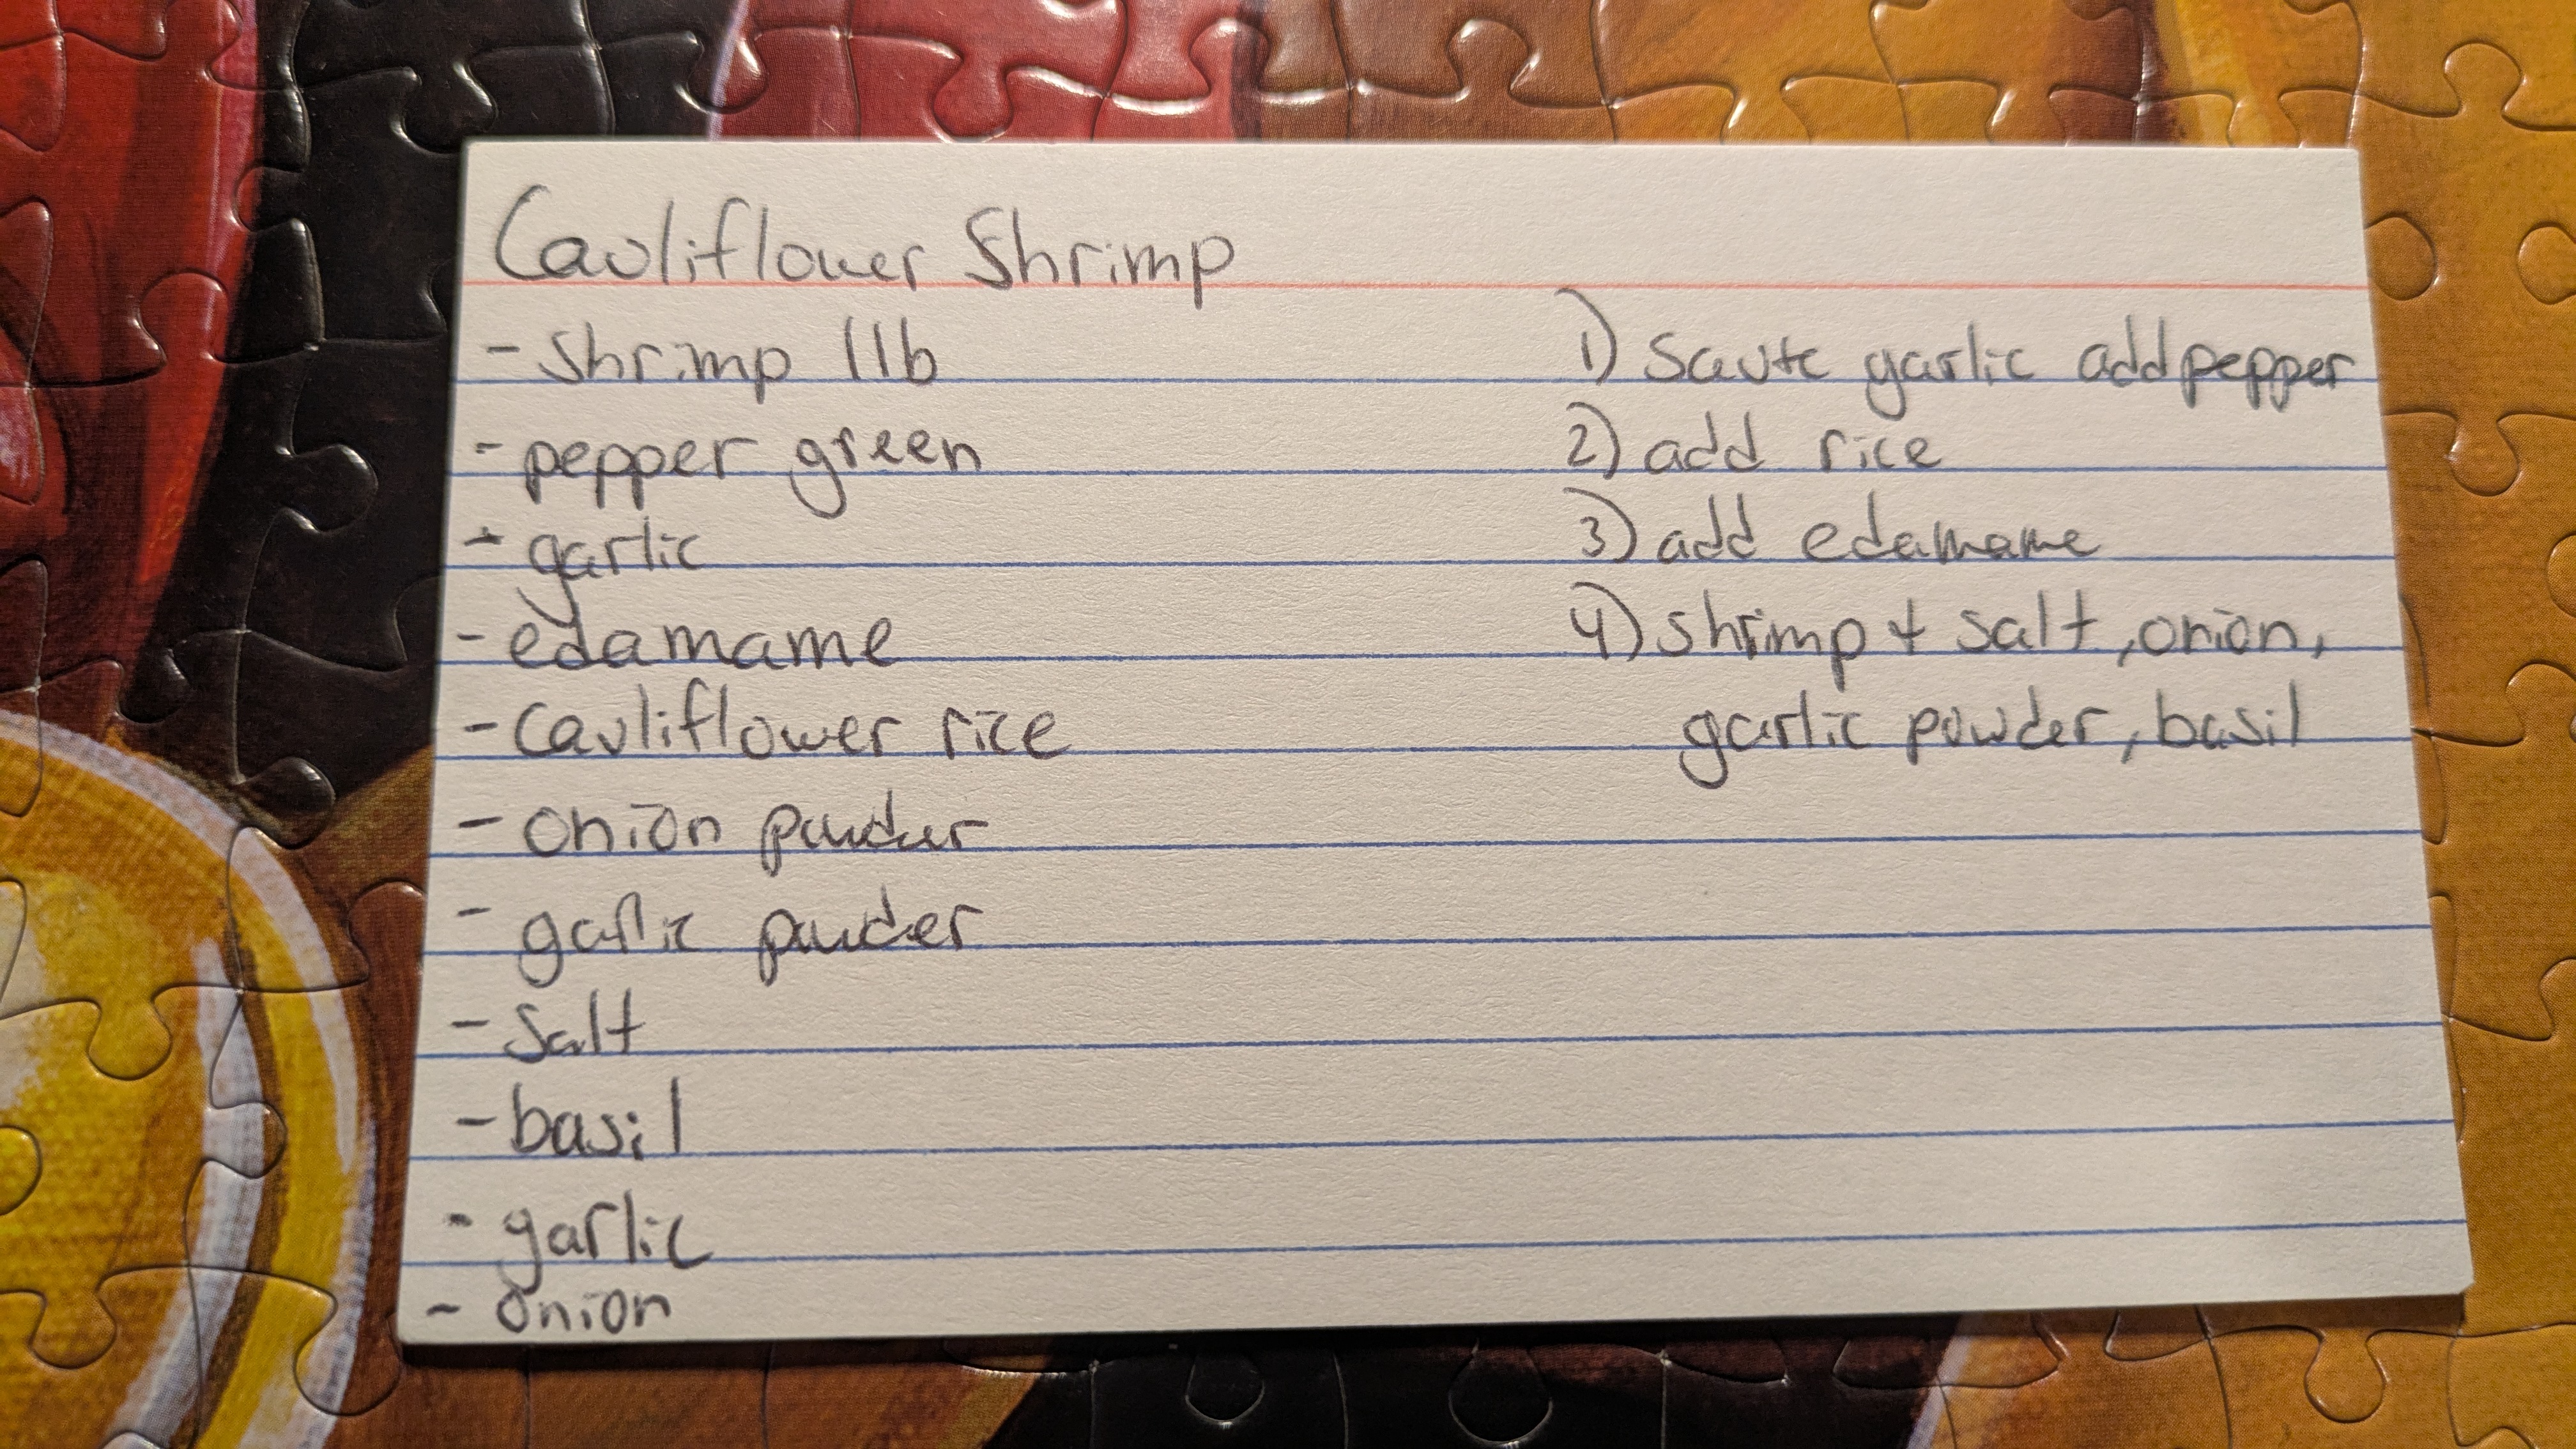 Cauliflower Shrimp
- Shrimp 1lb
- pepper green
- garlic
- edamame
- Cauliflower rice
- onion powder
- garlic powder
- Salt
- basil
- garlic
- onion
1) Saute garlic add pepper
2) add rice
3) add edamame
4) shrimp + salt, onion,
garlic powder, basil